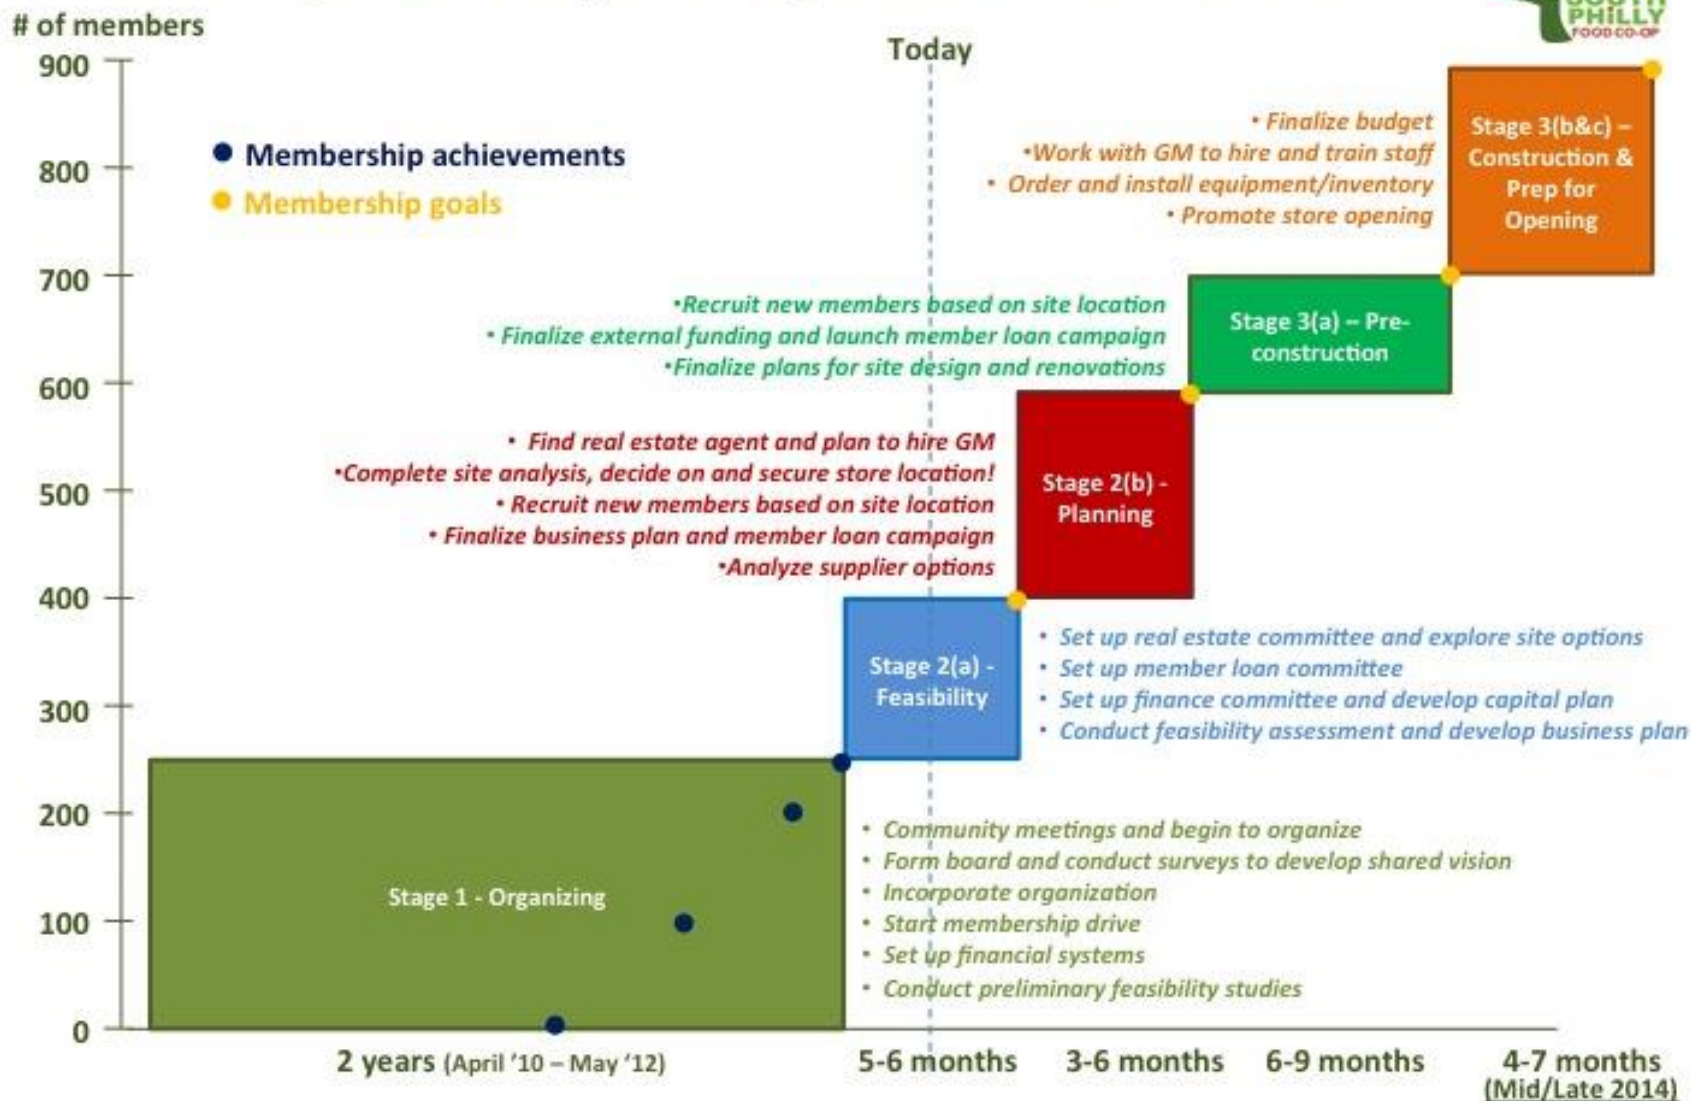 # of members
SOUTH
PHILLY
FOOD CO-OP
Today
900
800
700
600
500
400
300
200
100
0
• Membership achievements
• Membership goals
• Finalize budget
•Work with GM to hire and train staff
• Order and install equipment/inventory
• Promote store opening
Stage 3(b&c) –
Construction &
Prep for
Opening
•Recruit new members based on site location
• Finalize external funding and launch member loan campaign
•Finalize plans for site design and renovations
Stage 3(a) – Pre-
construction
• Find real estate agent and plan to hire GM
•Complete site analysis, decide on and secure store location!
• Recruit new members based on site location
• Finalize business plan and member loan campaign
•Analyze supplier options
Stage 2(b) -
Planning
Stage 2(a) -
Feasibility
• Set up real estate committee and explore site options
• Set up member loan committee
• Set up finance committee and develop capital plan
• Conduct feasibility assessment and develop business plan
Stage 1 - Organizing
• Community meetings and begin to organize
• Form board and conduct surveys to develop shared vision
• Incorporate organization
• Start membership drive
• Set up financial systems
• Conduct preliminary feasibility studies
2 years (April '10 – May '12)
5-6 months
3-6 months
6-9 months
4-7 months
(Mid/Late 2014)